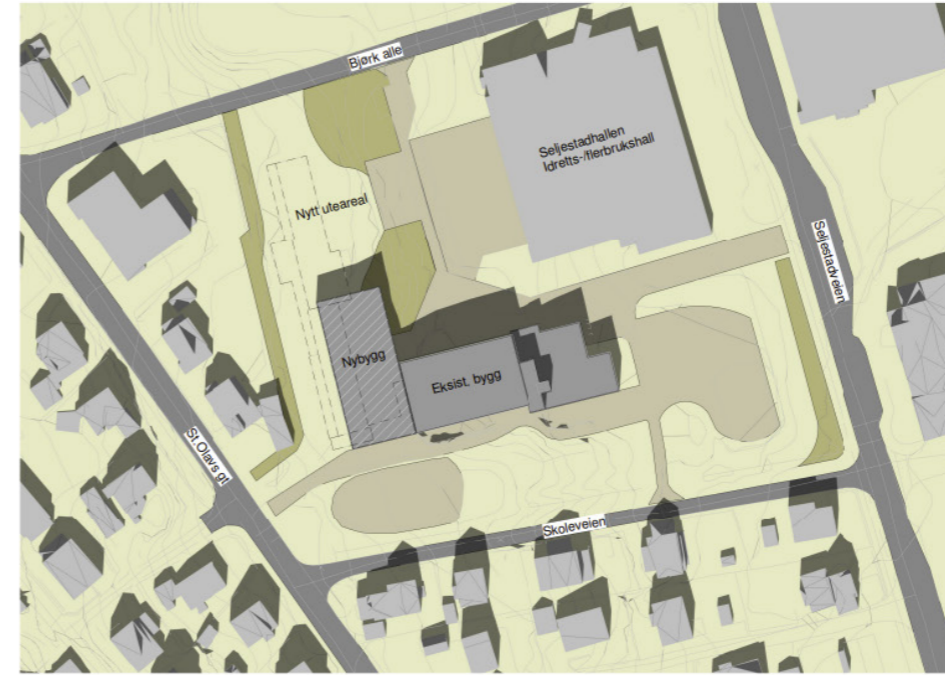 Bjørk alle
Seljestadhallen
Idretts-/flerbrukshall
Nytt uteareal
Seljestadveien
Nybygg
Eksist. bygg
St.Olavs gt
Skoleveien